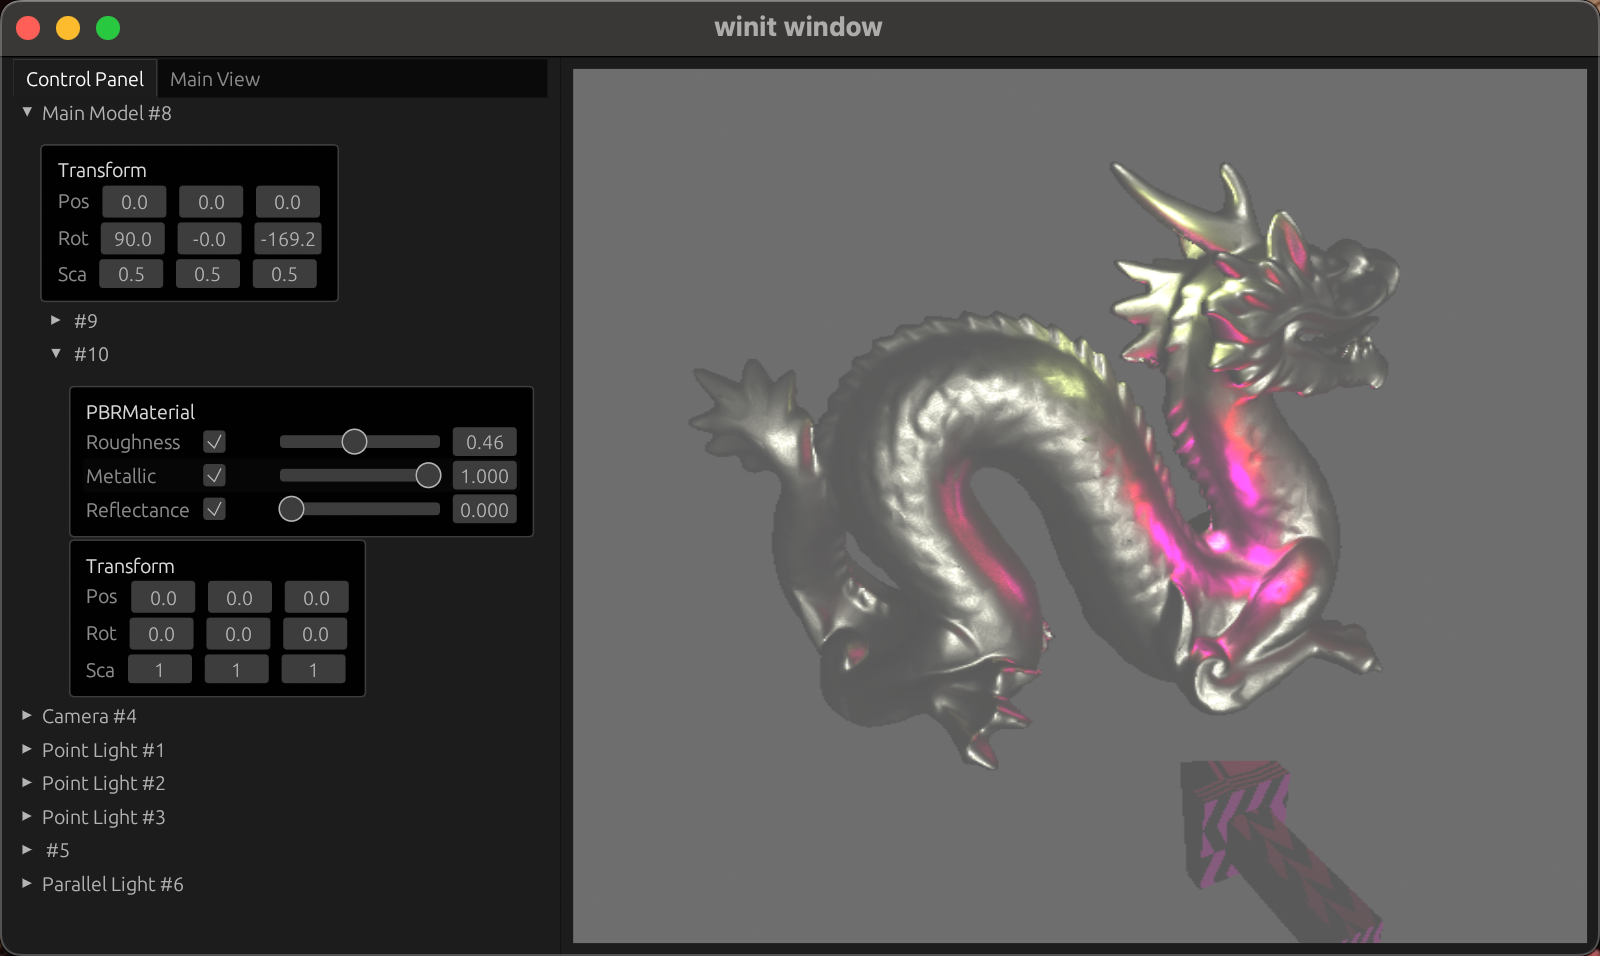 winit window
Control Panel Main View
Main Model #8
Transform
Pos 0.0 0.0 0.0
Rot 90.0 -0.0 -169.2
Sca 0.5 0.5 0.5
#9
#10
PBRMaterial
Roughness 0.46
Metallic 1.000
Reflectance 0.000
Transform
Pos 0.0 0.0 0.0
Rot 0.0 0.0 0.0
Sca 1 1 1
Camera #4
Point Light #1
Point Light #2
Point Light #3
#5
Parallel Light #6